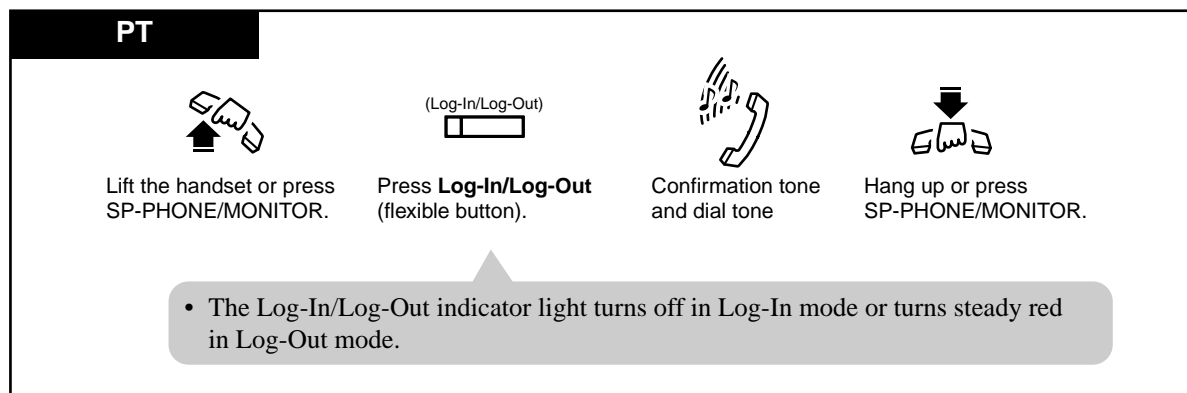 PT
(Log-In/Log-Out)
Lift the handset or press
SP-PHONE/MONITOR.
Press Log-In/Log-Out
(flexible button).
Confirmation tone
and dial tone
Hang up or press
SP-PHONE/MONITOR.
• The Log-In/Log-Out indicator light turns off in Log-In mode or turns steady red
in Log-Out mode.